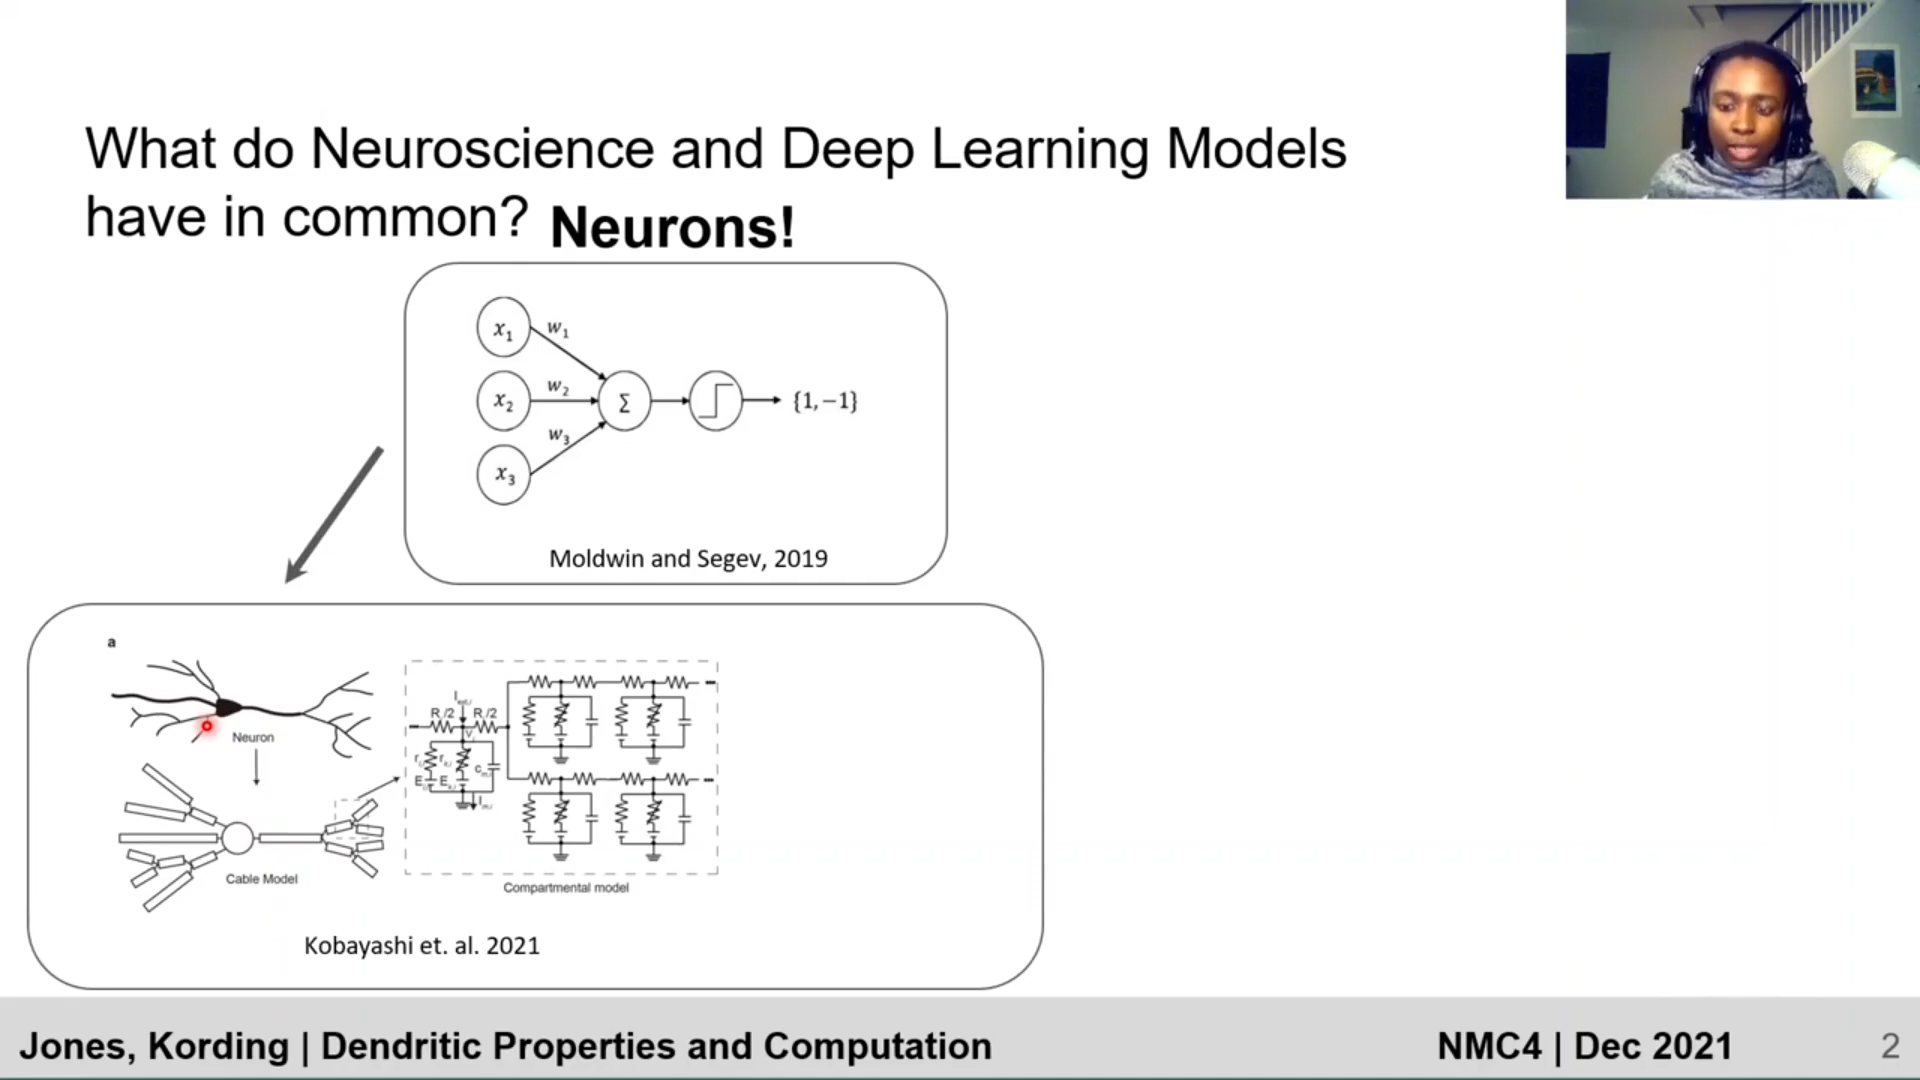 What do Neuroscience and Deep Learning Models
have in common? Neurons!
x1
w1
x2
w2
Σ
{1,−1}
w3
x3
Moldwin and Segev, 2019
a
Neuron
R/2 R/2
Cable Model
Compartmental model
Kobayashi et. al. 2021
Jones, Kording | Dendritic Properties and Computation
NMC4 | Dec 2021
2